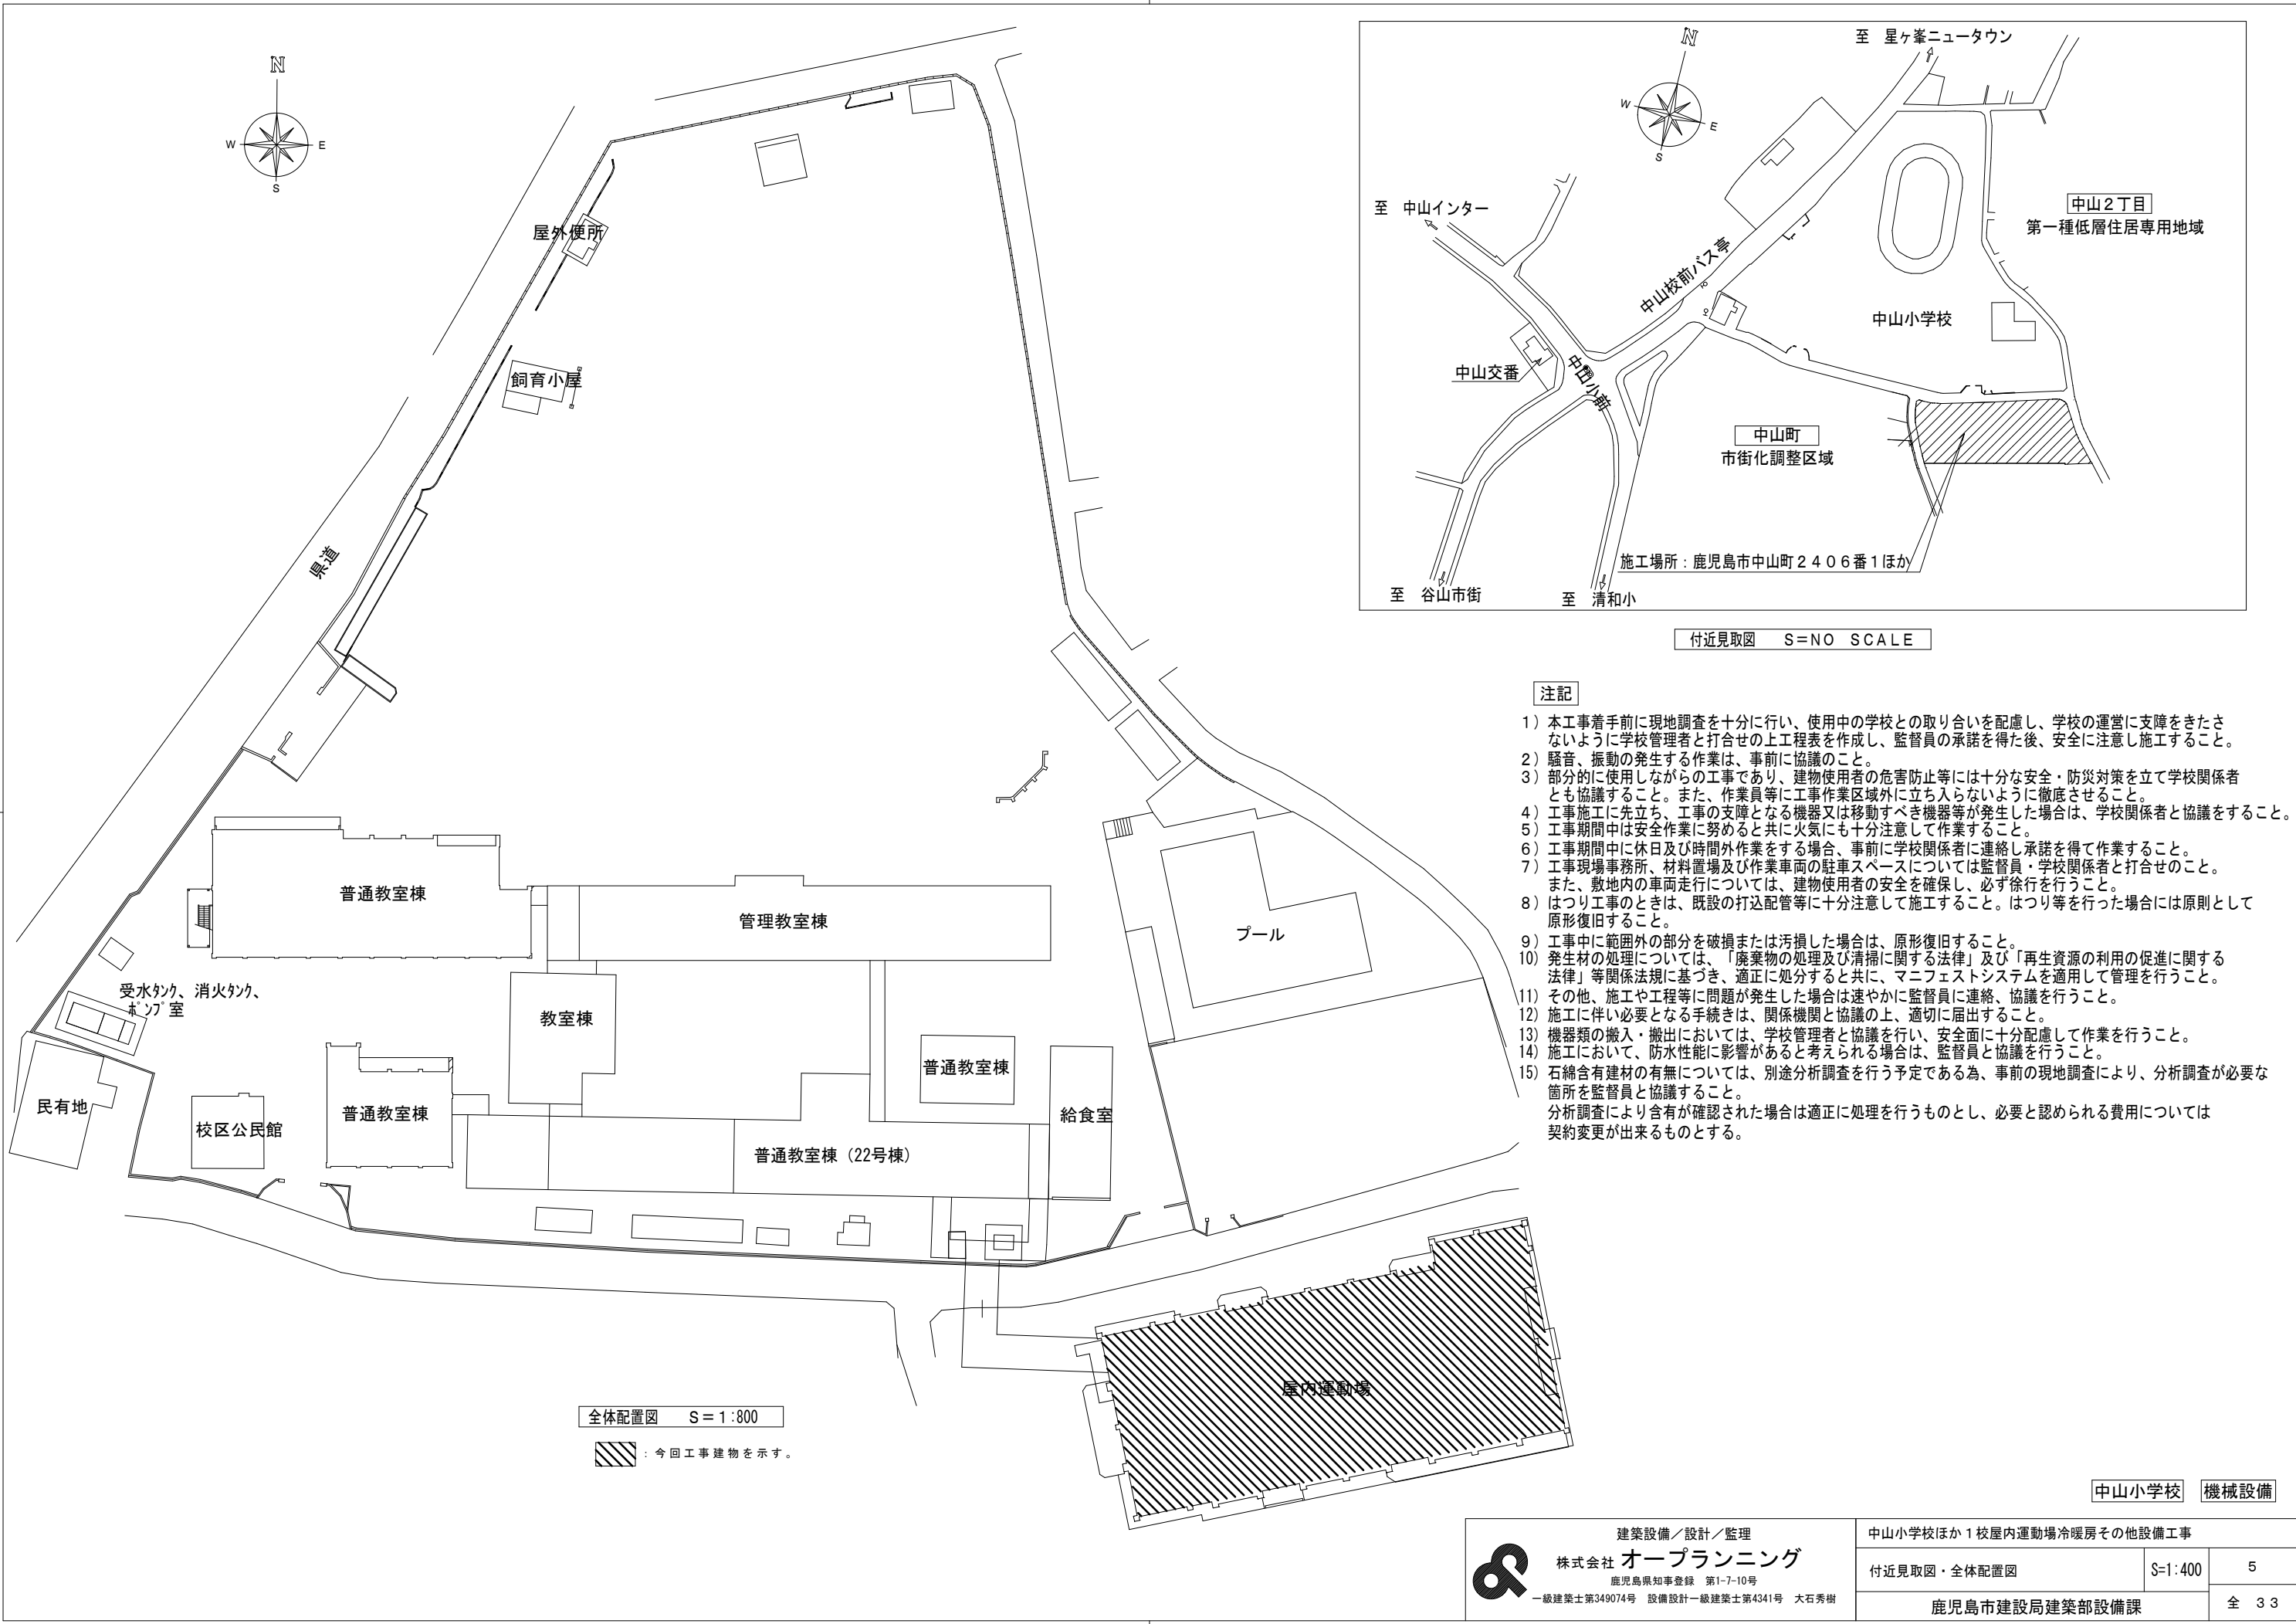 N
W
E
S
屋外便所
飼育小屋
県道
普通教室棟
管理教室棟
プール
受水ﾀﾝｸ、消火ﾀﾝｸ、
ﾎﾟﾝﾌﾟ室
教室棟
普通教室棟
民有地
校区公民館
普通教室棟
給食室
普通教室棟（22号棟）
屋内運動場
全体配置図　S＝1:800
：今回工事建物を示す。
N
W
E
S
至　星ヶ峯ニュータウン
至　中山インター
中山2丁目
第一種低層住居専用地域
中山校前バス亭
中山小学校
中山交番
中山小前
中山町
市街化調整区域
施工場所：鹿児島市中山町２４０６番１ほか
至　谷山市街
至　清和小
付近見取図　S＝NO　SCALE
注記
1）本工事着手前に現地調査を十分に行い、使用中の学校との取り合いを配慮し、学校の運営に支障をきたさ
ないように学校管理者と打合せの上工程表を作成し、監督員の承諾を得た後、安全に注意し施工すること。
2）騒音、振動の発生する作業は、事前に協議のこと。
3）部分的に使用しながらの工事であり、建物使用者の危害防止等には十分な安全・防災対策を立て学校関係者
とも協議すること。また、作業員等に工事作業区域外に立ち入らないように徹底させること。
4）工事施工に先立ち、工事の支障となる機器又は移動すべき機器等が発生した場合は、学校関係者と協議をすること。
5）工事期間中は安全作業に努めると共に火気にも十分注意して作業すること。
6）工事期間中に休日及び時間外作業をする場合、事前に学校関係者に連絡し承諾を得て作業すること。
7）工事現場事務所、材料置場及び作業車両の駐車スペースについては監督員・学校関係者と打合せのこと。
また、敷地内の車両走行については、建物使用者の安全を確保し、必ず徐行を行うこと。
8）はつり工事のときは、既設の打込配管等に十分注意して施工すること。はつり等を行った場合には原則として
原形復旧すること。
9）工事中に範囲外の部分を破損または汚損した場合は、原形復旧すること。
10）発生材の処理については、「廃棄物の処理及び清掃に関する法律」及び「再生資源の利用の促進に関する
法律」等関係法規に基づき、適正に処分すると共に、マニフェストシステムを適用して管理を行うこと。
11）その他、施工や工程等に問題が発生した場合は速やかに監督員に連絡、協議を行うこと。
12）施工に伴い必要となる手続きは、関係機関と協議の上、適切に届出すること。
13）機器類の搬入・搬出においては、学校管理者と協議を行い、安全面に十分配慮して作業を行うこと。
14）施工において、防水性能に影響があると考えられる場合は、監督員と協議を行うこと。
15）石綿含有建材の有無については、別途分析調査を行う予定である為、事前の現地調査により、分析調査が必要な
箇所を監督員と協議すること。
分析調査により含有が確認された場合は適正に処理を行うものとし、必要と認められる費用については
契約変更が出来るものとする。
中山小学校　機械設備
建築設備／設計／監理
株式会社 オープランニング
鹿児島県知事登録　第1-7-10号
一級建築士第349074号　設備設計一級建築士第4341号　大石秀樹
中山小学校ほか１校屋内運動場冷暖房その他設備工事
付近見取図・全体配置図
S=1:400
5
鹿児島市建設局建築部設備課
全　33